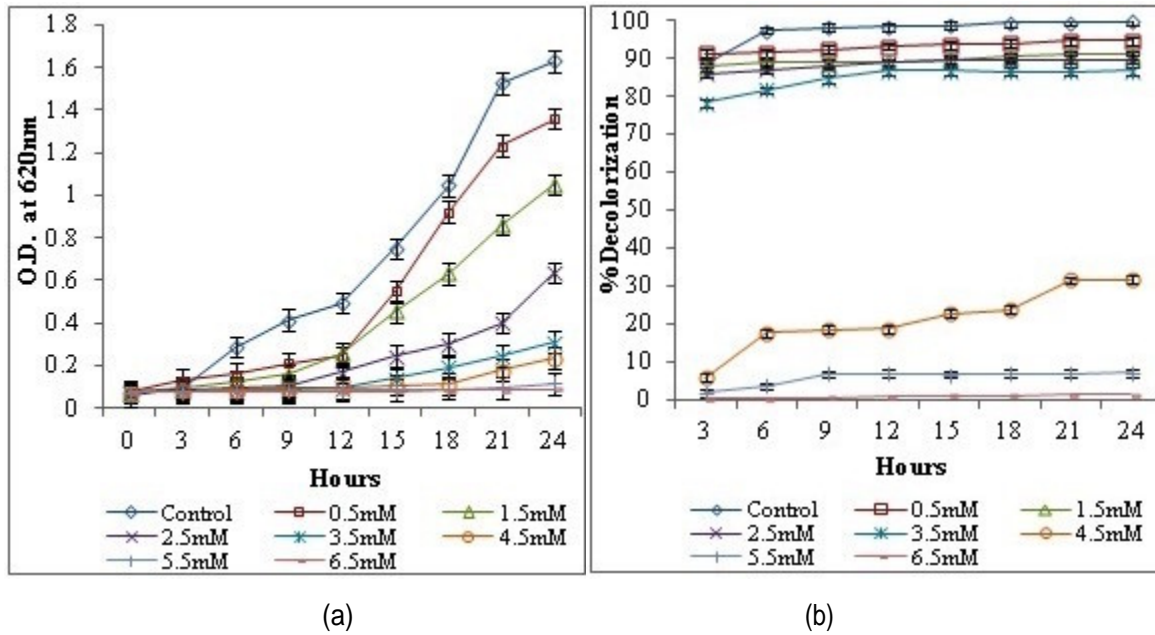 O.D. at 620nm
1.8
1.6
1.4
1.2
1
0.8
0.6
0.4
0.2
0
0 3 6 9 12 15 18 21 24
Hours
Control 0.5mM 1.5mM
2.5mM 3.5mM 4.5mM
5.5mM 6.5mM
(a)
%Decolorization
100
90
80
70
60
50
40
30
20
10
0
3 6 9 12 15 18 21 24
Hours
Control 0.5mM 1.5mM
2.5mM 3.5mM 4.5mM
5.5mM 6.5mM
(b)